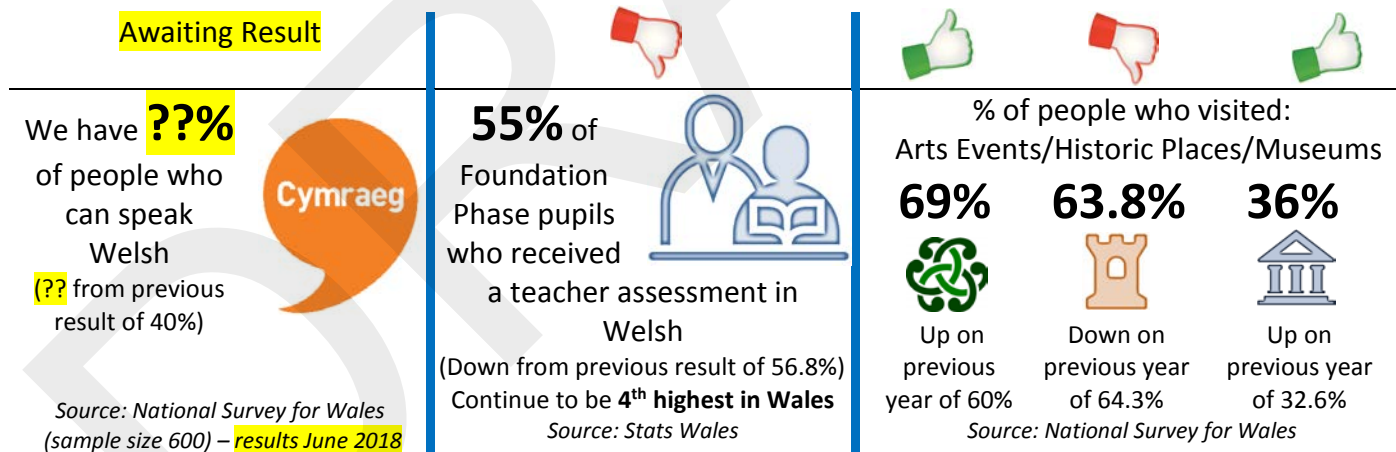 Awaiting Result
We have ??%
of people who
can speak
Welsh
(?? from previous
result of 40%)
Cymraeg
Source: National Survey for Wales
(sample size 600) – results June 2018
55% of
Foundation
Phase pupils
who received
a teacher assessment in
Welsh
(Down from previous result of 56.8%)
Continue to be 4th highest in Wales
Source: Stats Wales
% of people who visited:
Arts Events/Historic Places/Museums
69% 63.8% 36%
Up on
previous
year of 60%
Down on
previous year
of 64.3%
Up on
previous year
of 32.6%
Source: National Survey for Wales